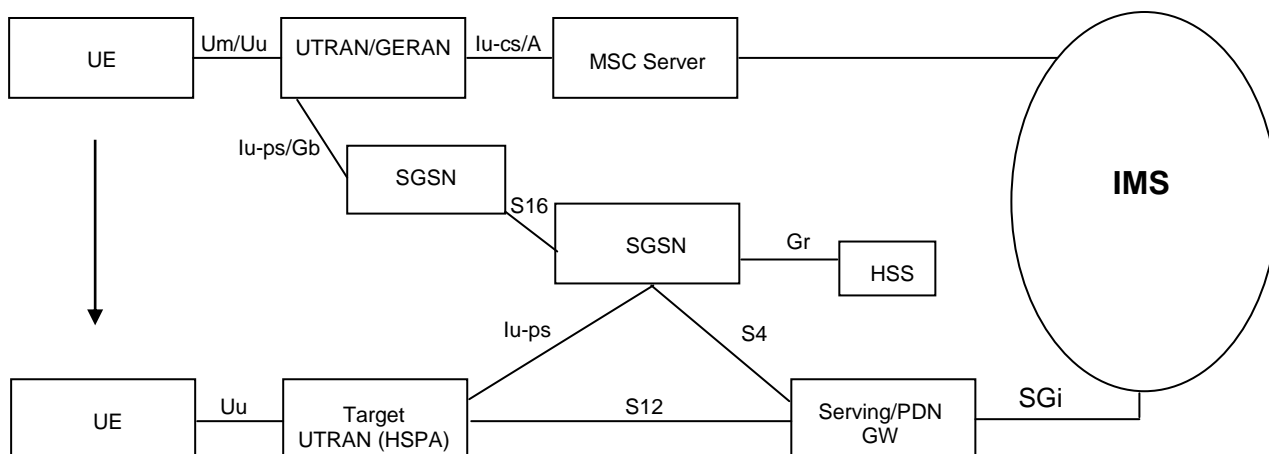 UE
Um/Uu
UTRAN/GERAN
Iu-cs/A
MSC Server
Iu-ps/Gb
SGSN
S16
SGSN
Gr
HSS
IMS
Iu-ps
S4
UE
Uu
Target
UTRAN (HSPA)
S12
Serving/PDN
GW
SGi